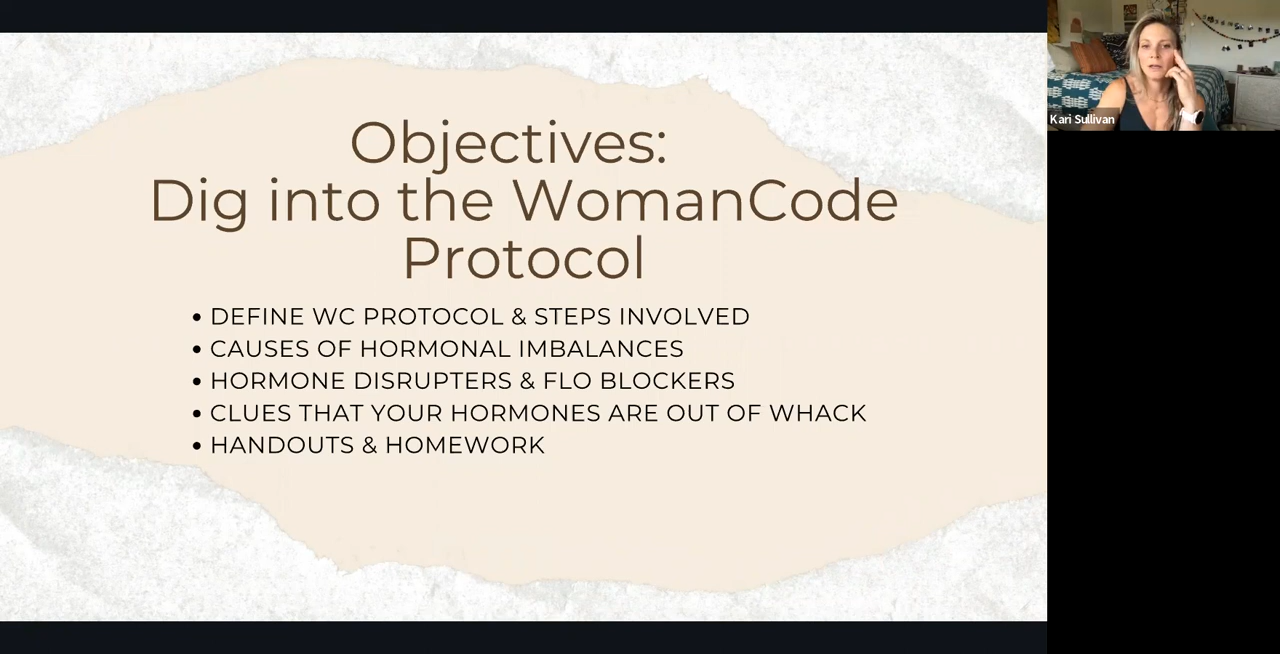 Objectives:
Dig into the WomanCode
Protocol
• DEFINE WC PROTOCOL & STEPS INVOLVED
• CAUSES OF HORMONAL IMBALANCES
• HORMONE DISRUPTERS & FLO BLOCKERS
• CLUES THAT YOUR HORMONES ARE OUT OF WHACK
• HANDOUTS & HOMEWORK
Kari Sullivan